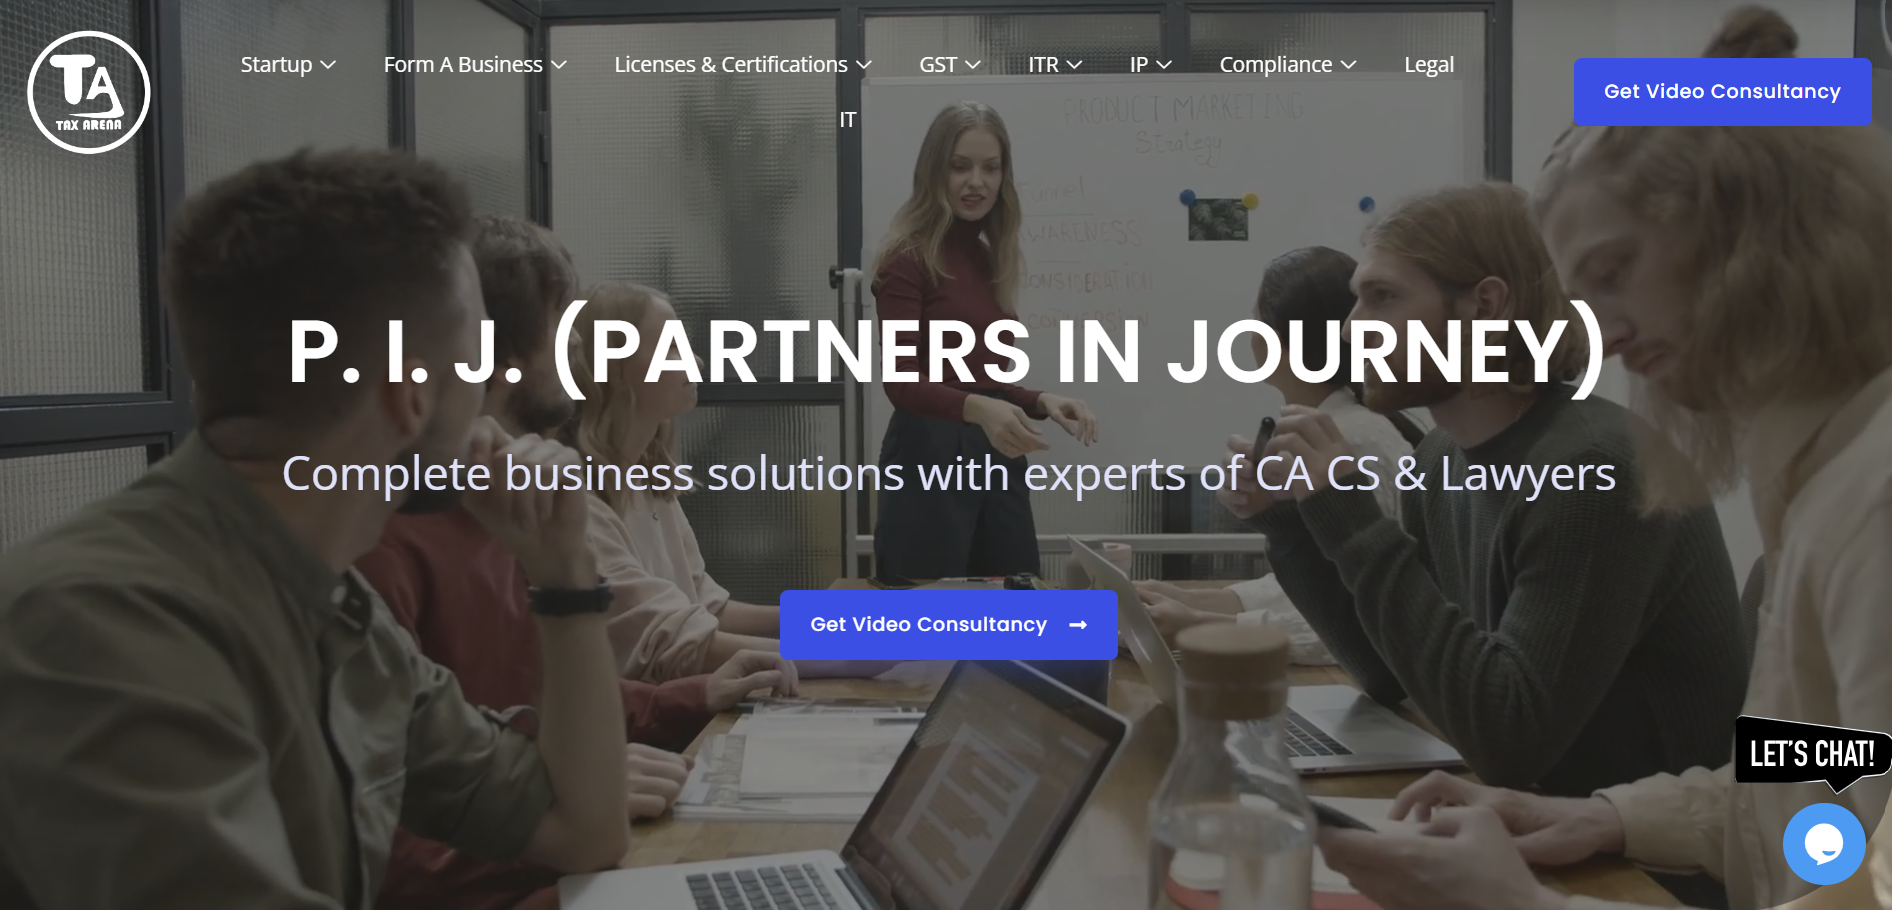 TA
TAX ARENA
Startup
Form A Business
Licenses & Certifications
GST
ITR
IP
Compliance
Legal
IT
Get Video Consultancy
PRODUCT MARKETING
Strategy
Funnel
AWARENESS
CONSIDERATION
CONVERSION
P. I. J. (PARTNERS IN JOURNEY)
Complete business solutions with experts of CA CS & Lawyers
Get Video Consultancy
LET'S CHAT!